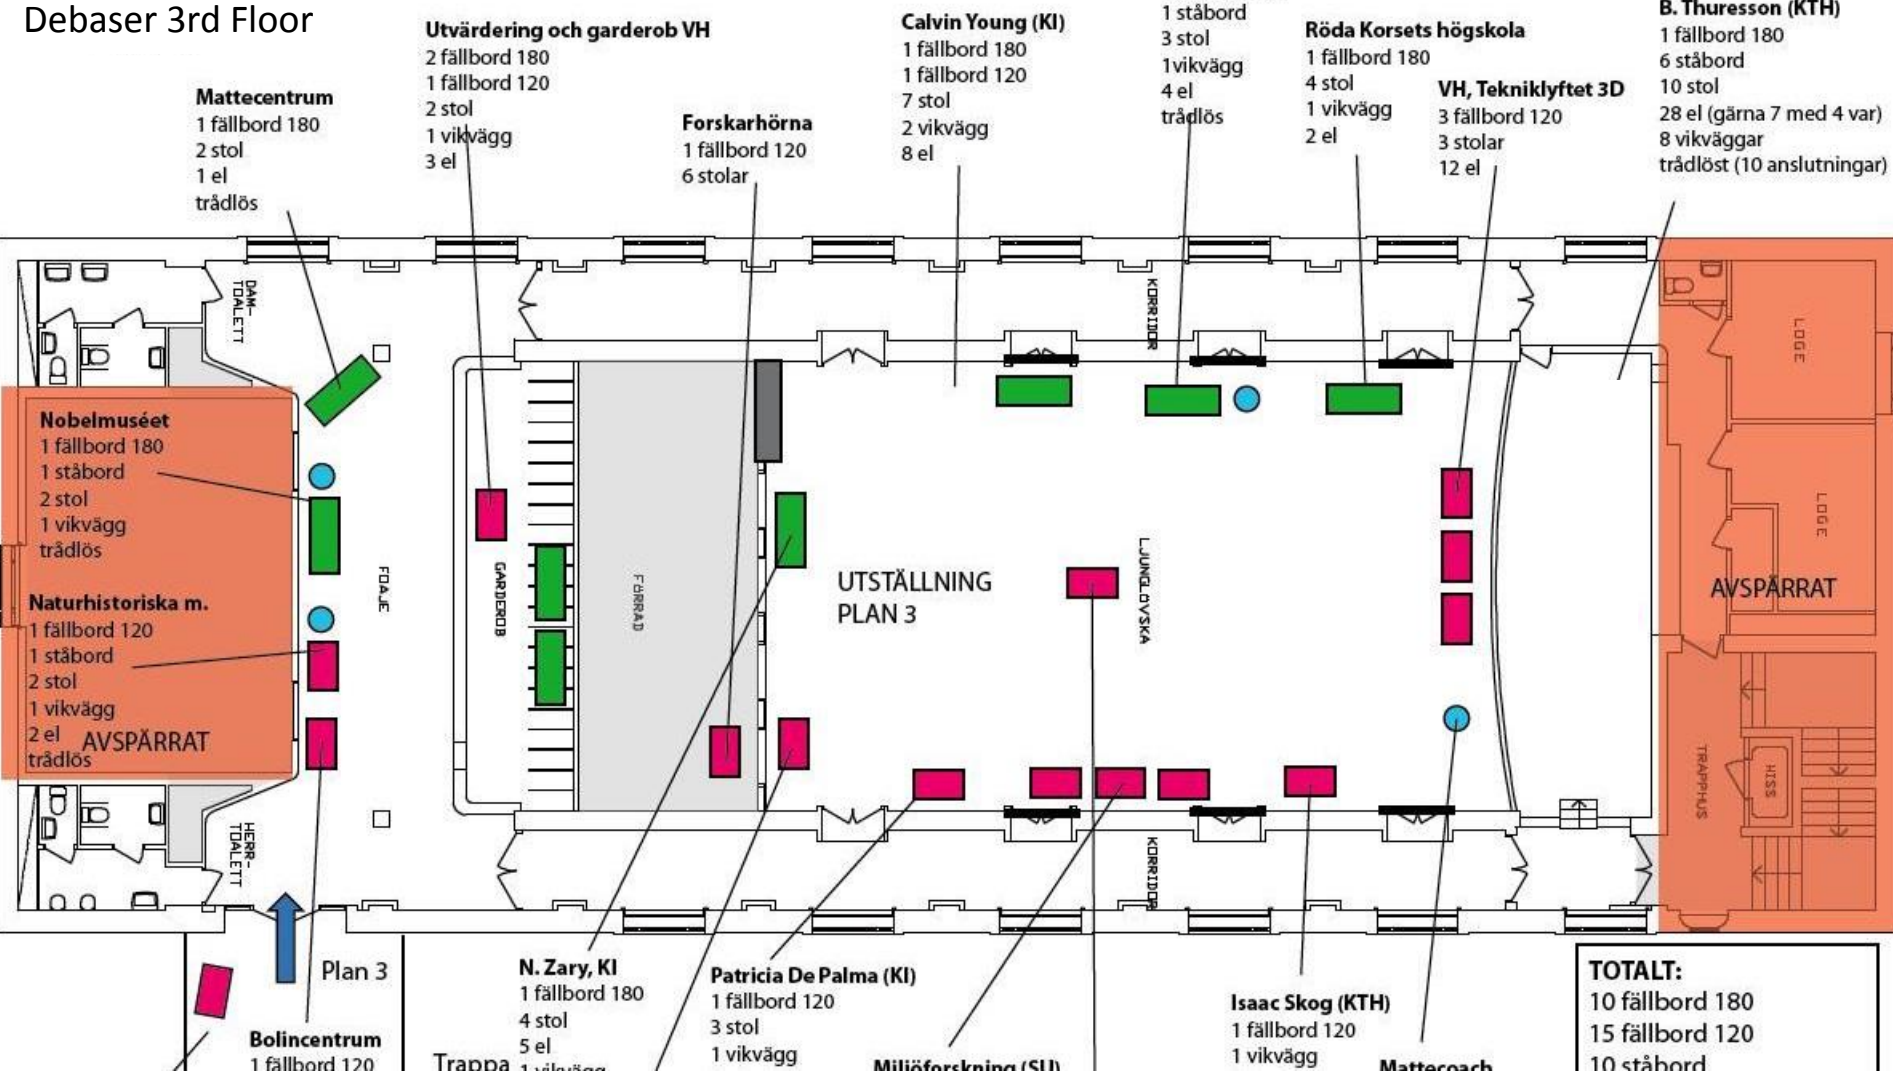 Debaser 3rd Floor
Mattecentrum
1 fällbord 180
2 stol
1 el
trådlös
Utvärdering och garderob VH
2 fällbord 180
1 fällbord 120
2 stol
1 vikvägg
3 el
Forskarhörna
1 fällbord 120
6 stolar
Calvin Young (KI)
1 fällbord 180
1 fällbord 120
7 stol
2 vikvägg
8 el
1 ståbord
3 stol
1vikvägg
4 el
trådlös
Röda Korsets högskola
1 fällbord 180
4 stol
1 vikvägg
2 el
VH, Tekniklyftet 3D
3 fällbord 120
3 stolar
12 el
B. Thuresson (KTH)
1 fällbord 180
6 ståbord
10 stol
28 el (gärna 7 med 4 var)
8 vikväggar
trådlöst (10 anslutningar)
DAM-
TOALETT
KORRIDOR
LOGE
Nobelmuséet
1 fällbord 180
1 ståbord
2 stol
1 vikvägg
trådlös
Naturhistoriska m.
1 fällbord 120
1 ståbord
2 stol
1 vikvägg
2 el
trådlös
AVSPÄRRAT
FOAJE
GARDEROB
FÖRRAD
UTSTÄLLNING
PLAN 3
LJUNGLÖVSKA
LOGE
AVSPÄRRAT
TRAPPHUS
HISS
HERR-
TOALETT
KORRIDOR
Plan 3
Bolincentrum
1 fällbord 120
Trappa
N. Zary, KI
1 fällbord 180
4 stol
5 el
1 vikvägg
Patricia De Palma (KI)
1 fällbord 120
3 stol
1 vikvägg
Miljöforskning (SU)
Isaac Skog (KTH)
1 fällbord 120
1 vikvägg
Mattecoach
TOTALT:
10 fällbord 180
15 fällbord 120
10 ståbord